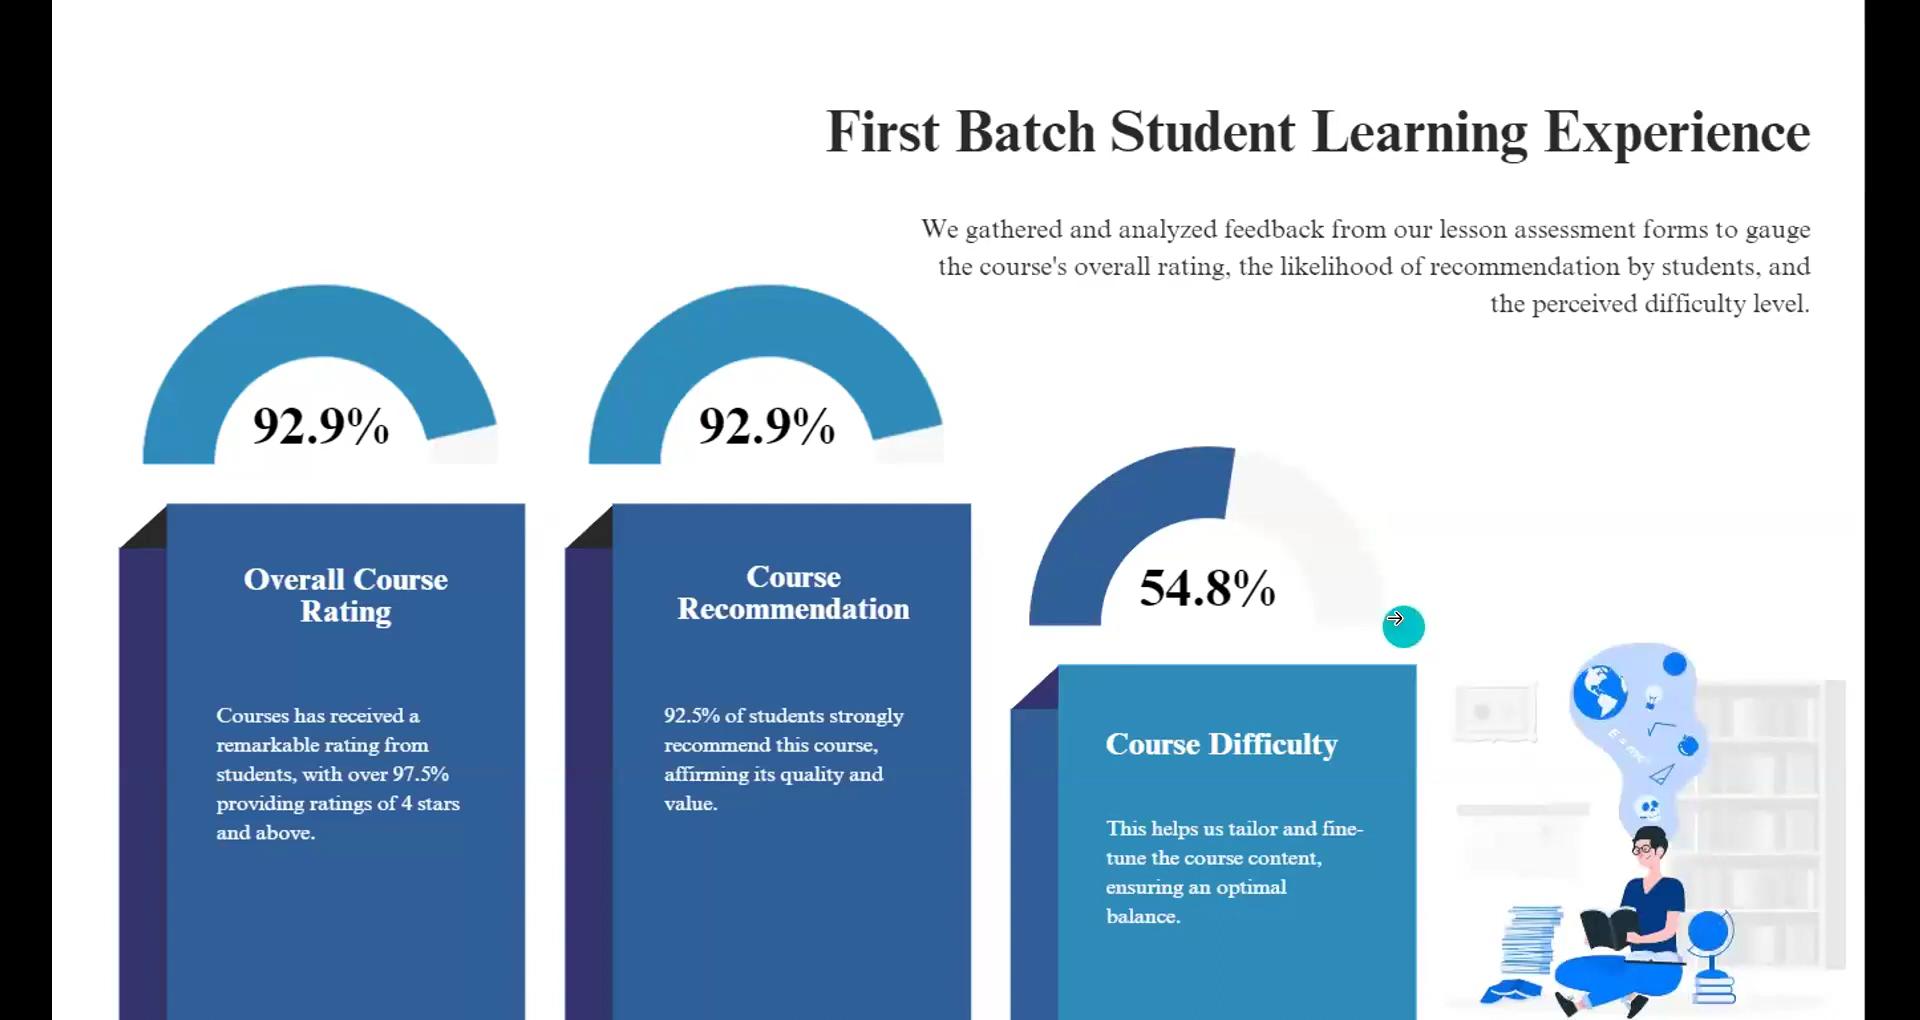 First Batch Student Learning Experience
We gathered and analyzed feedback from our lesson assessment forms to gauge
the course's overall rating, the likelihood of recommendation by students, and
the perceived difficulty level.
92.9%
Overall Course
Rating
Courses has received a
remarkable rating from
students, with over 97.5%
providing ratings of 4 stars
and above.
92.9%
Course
Recommendation
92.5% of students strongly
recommend this course,
affirming its quality and
value.
54.8%
Course Difficulty
This helps us tailor and fine-
tune the course content,
ensuring an optimal
balance.
E = mc²